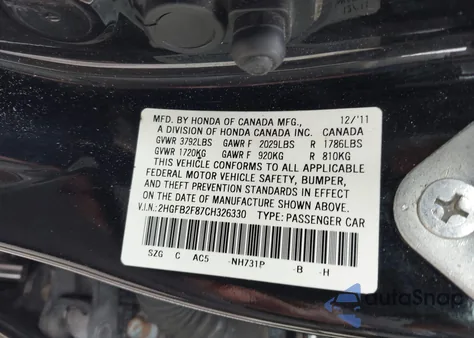 MFD. BY HONDA OF CANADA MFG., 12/'11
A DIVISION OF HONDA CANADA INC. CANADA
GVWR 3792LBS GAWR F 2029LBS R 1786LBS
GVWR 1720KG GAWR F 920KG R 810KG
THIS VEHICLE CONFORMS TO ALL APPLICABLE
FEDERAL MOTOR VEHICLE SAFETY, BUMPER,
AND THEFT PREVENTION STANDARDS IN EFFECT
ON THE DATE OF MANUFACTURE SHOWN ABOVE.
V.I.N.: 2HGFB2F87CH326330 TYPE: PASSENGER CAR
SZG C AC5 -NH731P -B -H
AutoSnap